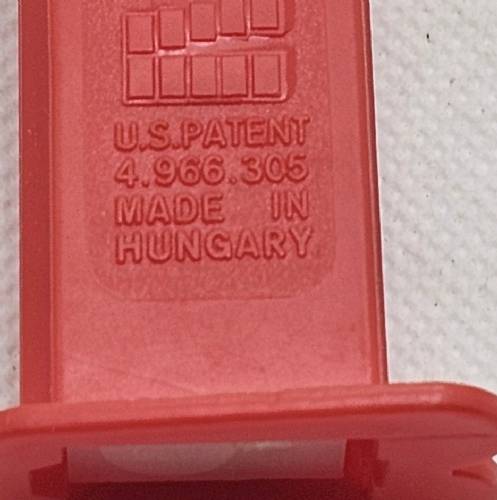 U.S.PATENT
4.966.305
MADE IN
HUNGARY